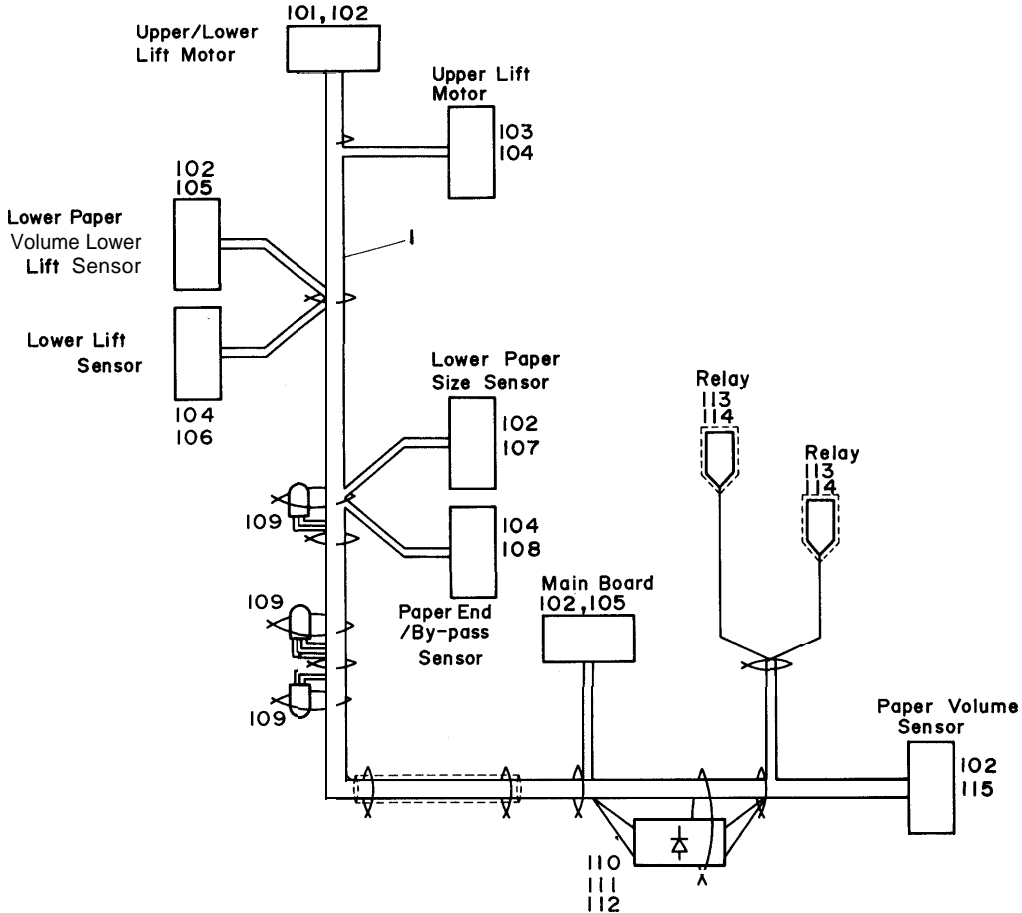 101,102
Upper/Lower
Lift Motor
Upper Lift
Motor
103
104
102
105
Lower Paper
Volume Lower
Lift Sensor
1
Lower Lift
Sensor
104
106
Lower Paper
Size Sensor
102
107
Relay
113
114
Relay
113
114
109
104
108
Main Board
102,105
109
Paper End
/By-pass
Sensor
109
Paper Volume
Sensor
102
115
110
111
112